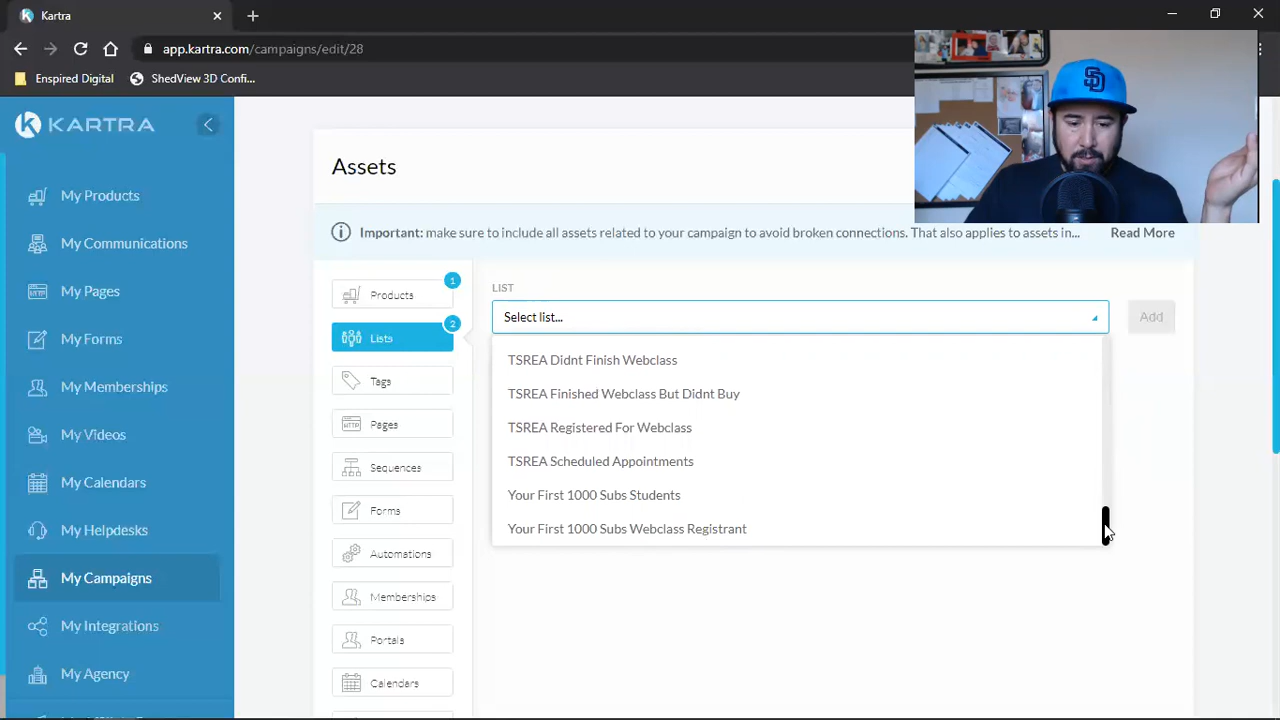 Kartra
app.kartra.com/campaigns/edit/28
Enspired Digital
ShedView 3D Confi...
KARTRA
My Products
My Communications
My Pages
My Forms
My Memberships
My Videos
My Calendars
My Helpdesks
My Campaigns
My Integrations
My Agency
Assets
Important: make sure to include all assets related to your campaign to avoid broken connections. That also applies to assets in... Read More
Products
1
Lists
2
Tags
Pages
Sequences
Forms
Automations
Memberships
Portals
Calendars
LIST
Select list...
Add
TSREA Didnt Finish Webclass
TSREA Finished Webclass But Didnt Buy
TSREA Registered For Webclass
TSREA Scheduled Appointments
Your First 1000 Subs Students
Your First 1000 Subs Webclass Registrant
SD